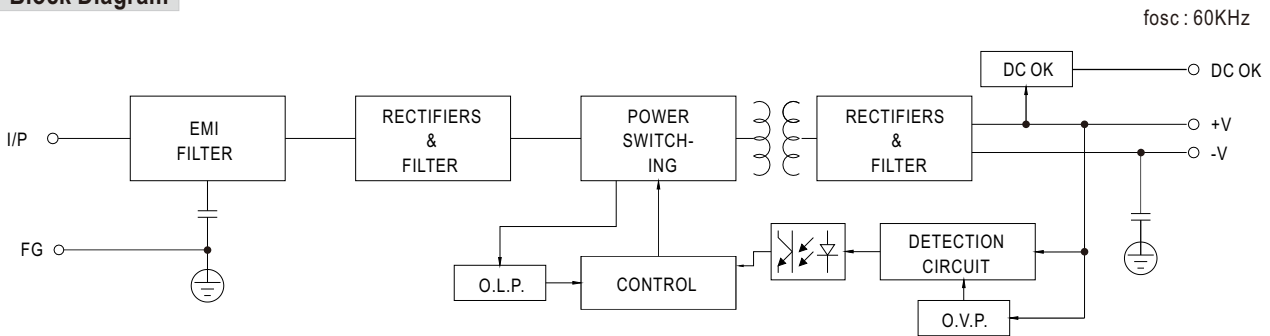 Block Diagram
fosc : 60KHz
DC OK
DC OK
I/P
EMI
FILTER
RECTIFIERS
&
FILTER
POWER
SWITCH-
ING
RECTIFIERS
&
FILTER
+V
-V
FG
O.L.P.
CONTROL
DETECTION
CIRCUIT
O.V.P.